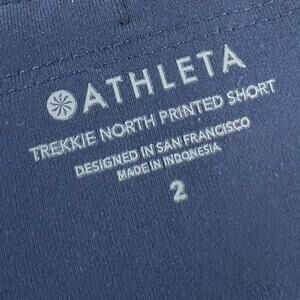 ATHLETA
TREKKIE NORTH PRINTED SHORT
DESIGNED IN SAN FRANCISCO
MADE IN INDONESIA
2